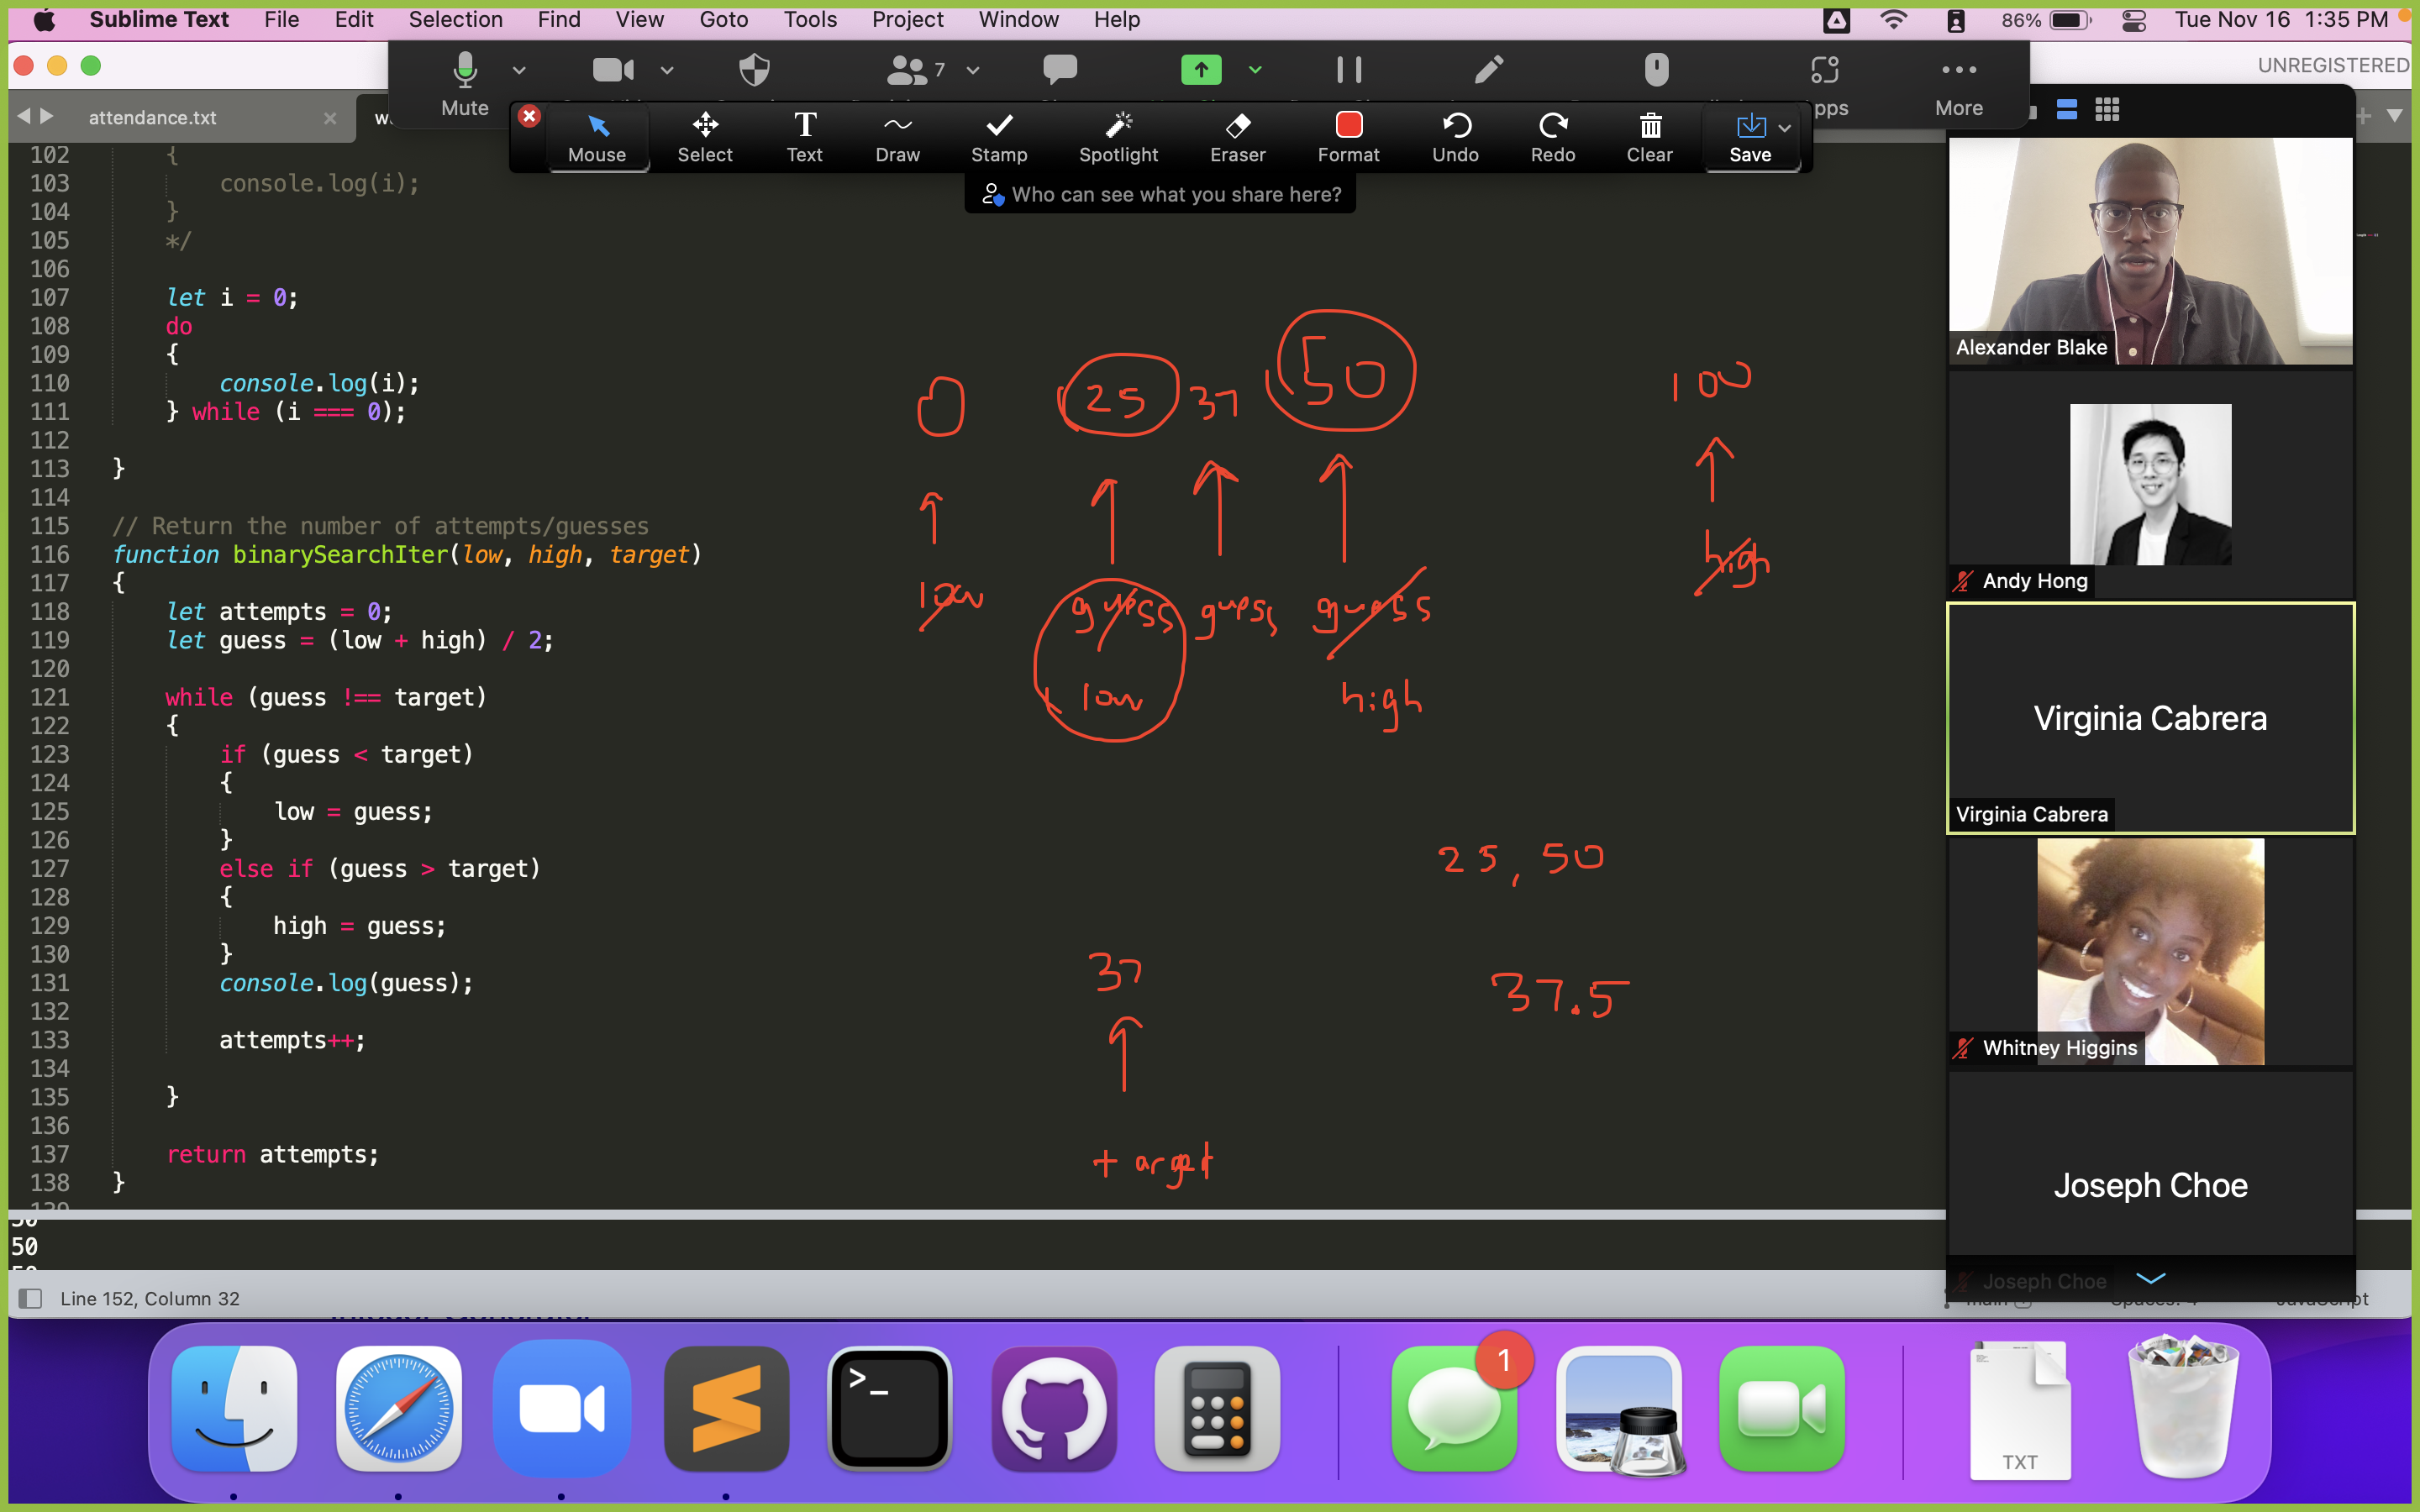 Sublime Text File Edit Selection Find View Goto Tools Project Window Help 86% Tue Nov 16 1:35 PM
UNREGISTERED
7
Mute pps More
attendance.txt
Mouse Select Text Draw Stamp Spotlight Eraser Format Undo Redo Clear Save
Who can see what you share here?
102 {
103 console.log(i);
104 }
105 */
106
107 let i = 0;
108 do
109 {
110 console.log(i);
111 } while (i === 0);
112
113 }
114
115 // Return the number of attempts/guesses
116 function binarySearchIter(low, high, target)
117 {
118 let attempts = 0;
119 let guess = (low + high) / 2;
120
121 while (guess !== target)
122 {
123 if (guess < target)
124 {
125 low = guess;
126 }
127 else if (guess > target)
128 {
129 high = guess;
130 }
131 console.log(guess);
132
133 attempts++;
134
135 }
136
137 return attempts;
138 }
139
0 25 37 50 100
low guess guess guess high
low high
25, 50
37 37.5
target
Alexander Blake
Andy Hong
Virginia Cabrera
Virginia Cabrera
Whitney Higgins
Joseph Choe
Joseph Choe
50
50
Line 152, Column 32 main Spaces: 4 JavaScript
1
>_
TXT